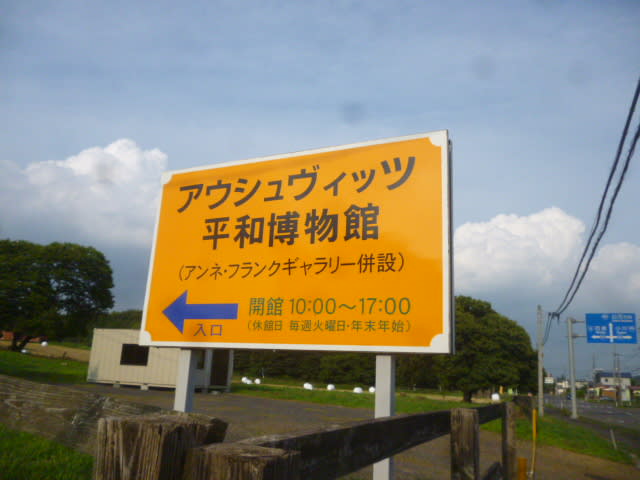 アウシュヴィッツ
平和博物館
(アンネ・フランクギャラリー併設)
開館 10:00〜17:00
入口
(休館日 毎週火曜日・年末年始)